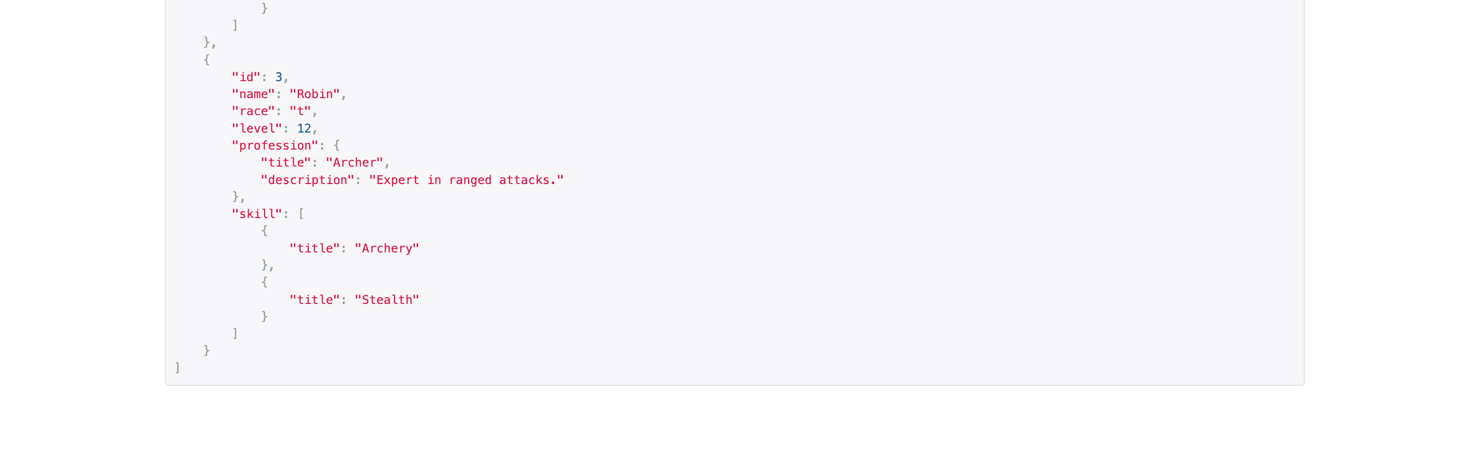 }
        ]
    },
    {
        "id": 3,
        "name": "Robin",
        "race": "t",
        "level": 12,
        "profession": {
            "title": "Archer",
            "description": "Expert in ranged attacks."
        },
        "skill": [
            {
                "title": "Archery"
            },
            {
                "title": "Stealth"
            }
        ]
    }
]